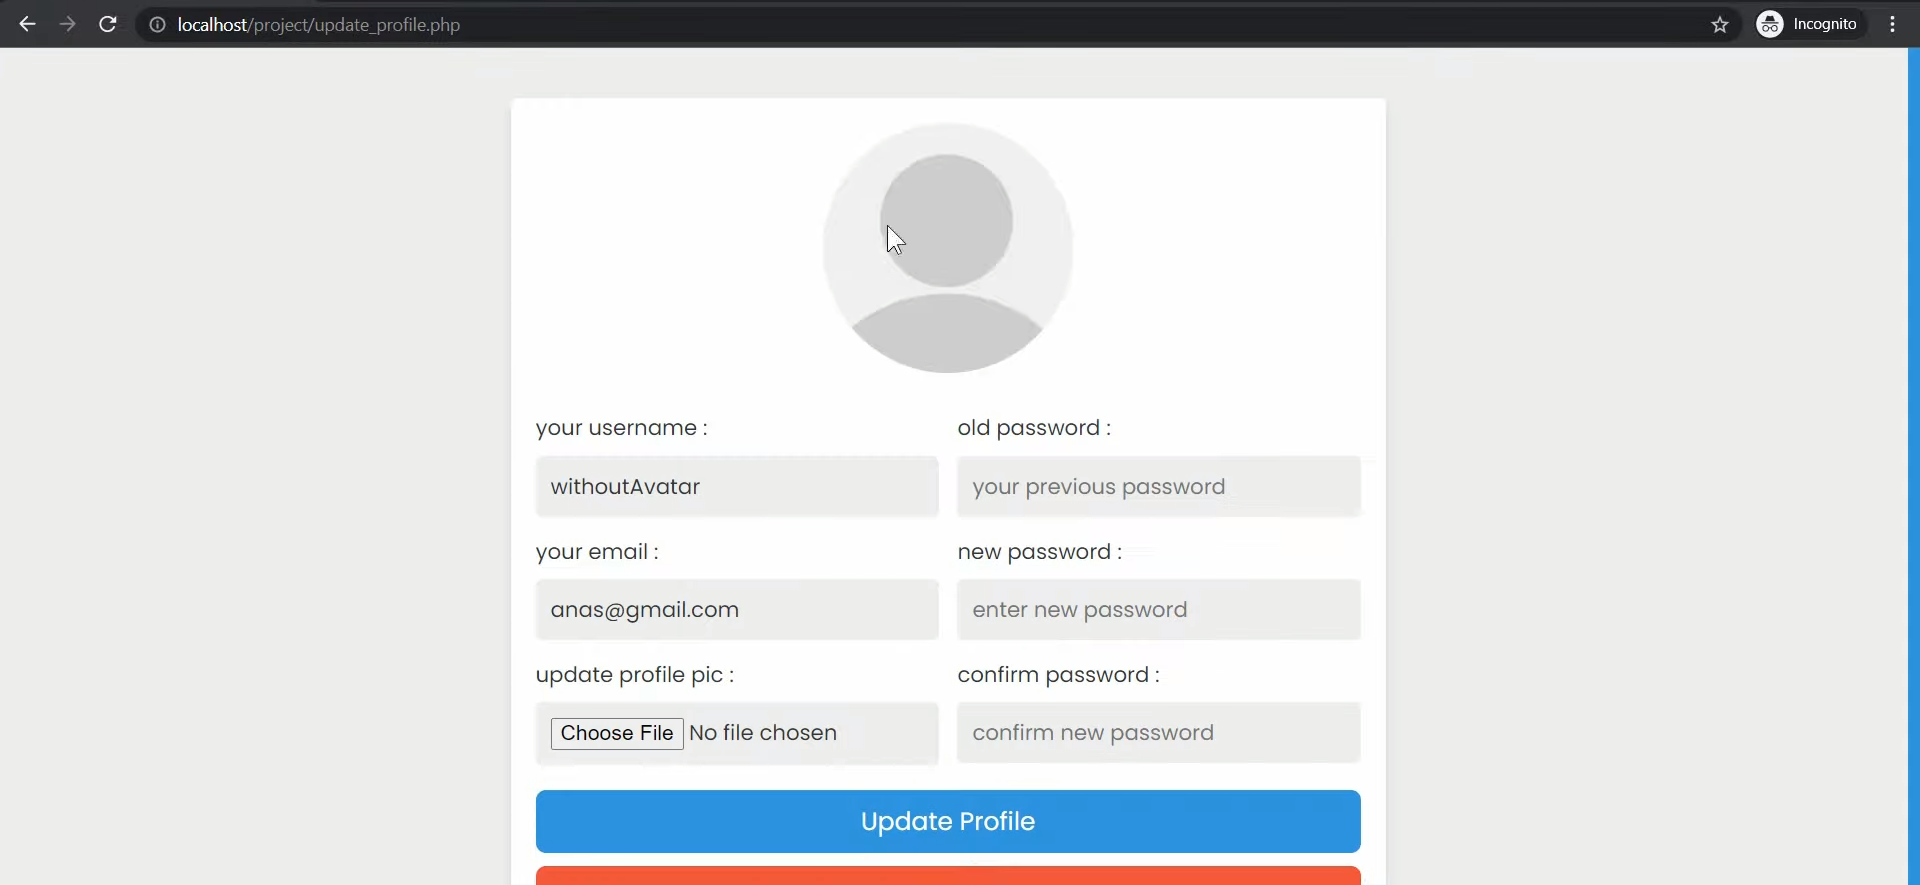 localhost/project/update_profile.php
Incognito
your username :
old password :
withoutAvatar
your previous password
your email :
new password :
anas@gmail.com
enter new password
update profile pic :
confirm password :
Choose File No file chosen
confirm new password
Update Profile